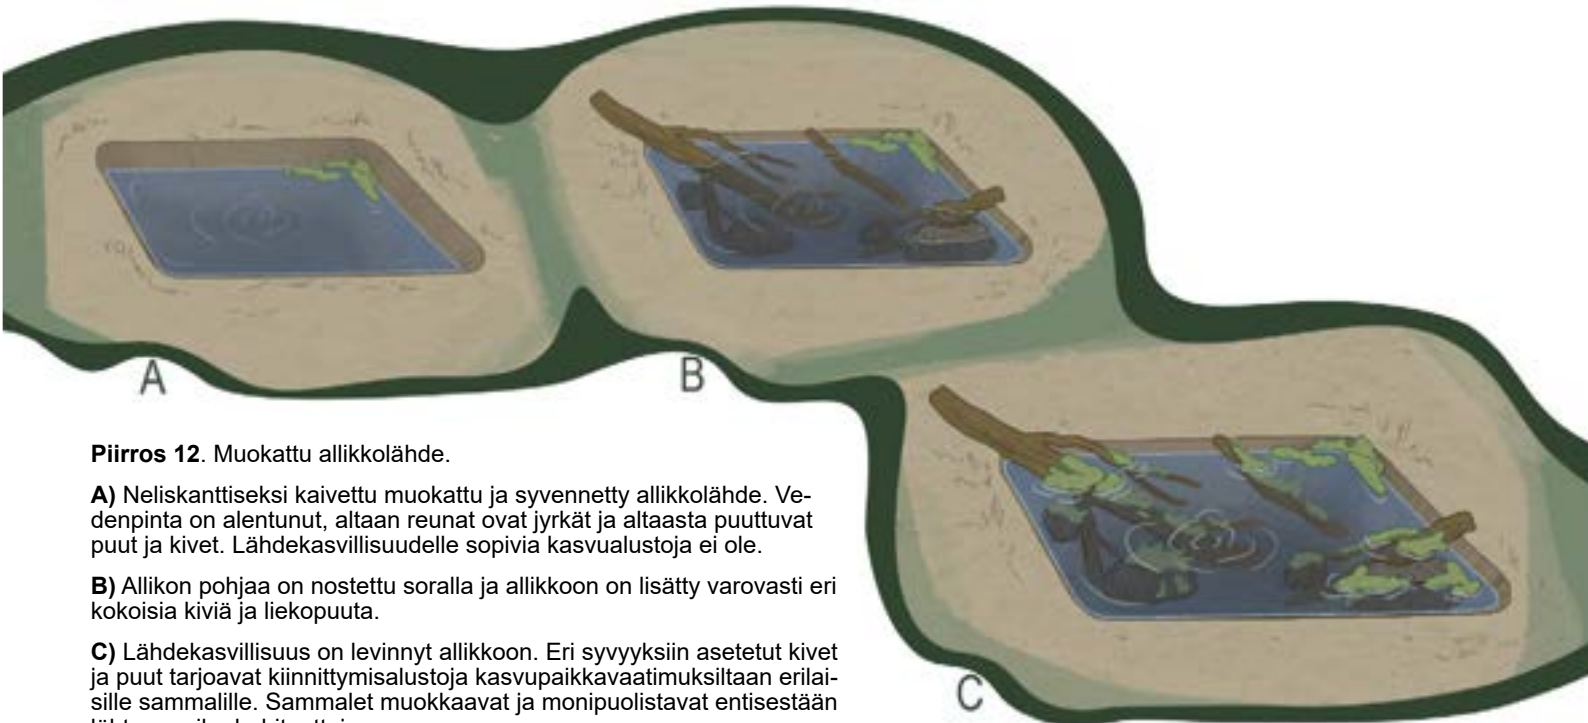 A
B
C
Piirros 12. Muokattu allikkolähde.
A) Neliskanttiseksi kaivettu muokattu ja syvennetty allikkolähde. Ve-
denpinta on alentunut, altaan reunat ovat jyrkät ja altaasta puuttuvat
puut ja kivet. Lähdekasvillisuudelle sopivia kasvualustoja ei ole.
B) Allikon pohjaa on nostettu soralla ja allikkoon on lisätty varovasti eri
kokoisia kiviä ja liekopuuta.
C) Lähdekasvillisuus on levinnyt allikkoon. Eri syvyyksiin asetetut kivet
ja puut tarjoavat kiinnittymisalustoja kasvupaikkavaatimuksiltaan erilai-
sille sammalille. Sammalet muokkaavat ja monipuolistavat entisestään